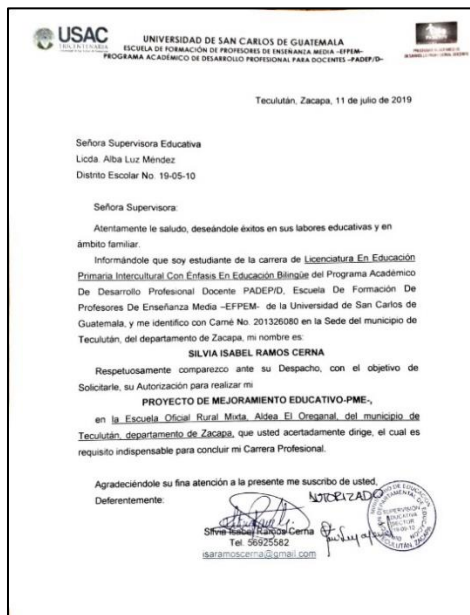 USAC
TRICENTENARIA
UNIVERSIDAD DE SAN CARLOS DE GUATEMALA
ESCUELA DE FORMACIÓN DE PROFESORES DE ENSEÑANZA MEDIA -EFPEM-
PROGRAMA ACADÉMICO DE DESARROLLO PROFESIONAL PARA DOCENTES -PADEP/D-
Teculután, Zacapa, 11 de julio de 2019
Señora Supervisora Educativa
Licda. Alba Luz Méndez
Distrito Escolar No. 19-05-10
Señora Supervisora:
Atentamente le saludo, deseándole éxitos en sus labores educativas y en
ámbito familiar.
Informándole que soy estudiante de la carrera de Licenciatura En Educación
Primaria Intercultural Con Énfasis En Educación Bilingüe del Programa Académico
De Desarrollo Profesional Docente PADEP/D, Escuela De Formación De
Profesores De Enseñanza Media –EFPEM- de la Universidad de San Carlos de
Guatemala, y me identifico con Carné No. 201326080 en la Sede del municipio de
Teculután, del departamento de Zacapa, mi nombre es:
SILVIA ISABEL RAMOS CERNA
Respetuosamente comparezco ante su Despacho, con el objetivo de
Solicitarle, su Autorización para realizar mi
PROYECTO DE MEJORAMIENTO EDUCATIVO-PME-,
en la Escuela Oficial Rural Mixta, Aldea El Oreganal, del municipio de
Teculután, departamento de Zacapa, que usted acertadamente dirige, el cual es
requisito indispensable para concluir mi Carrera Profesional.
Agradeciéndole su fina atención a la presente me suscribo de usted,
Deferentemente:
AUTORIZADO
Silvia Isabel Ramos Cerna
Tel. 56925582
isaramoscerna@gmail.com
SUPERVISIÓN
EDUCATIVA
SECTOR
19-05-10
TECULUTÁN, ZACAPA